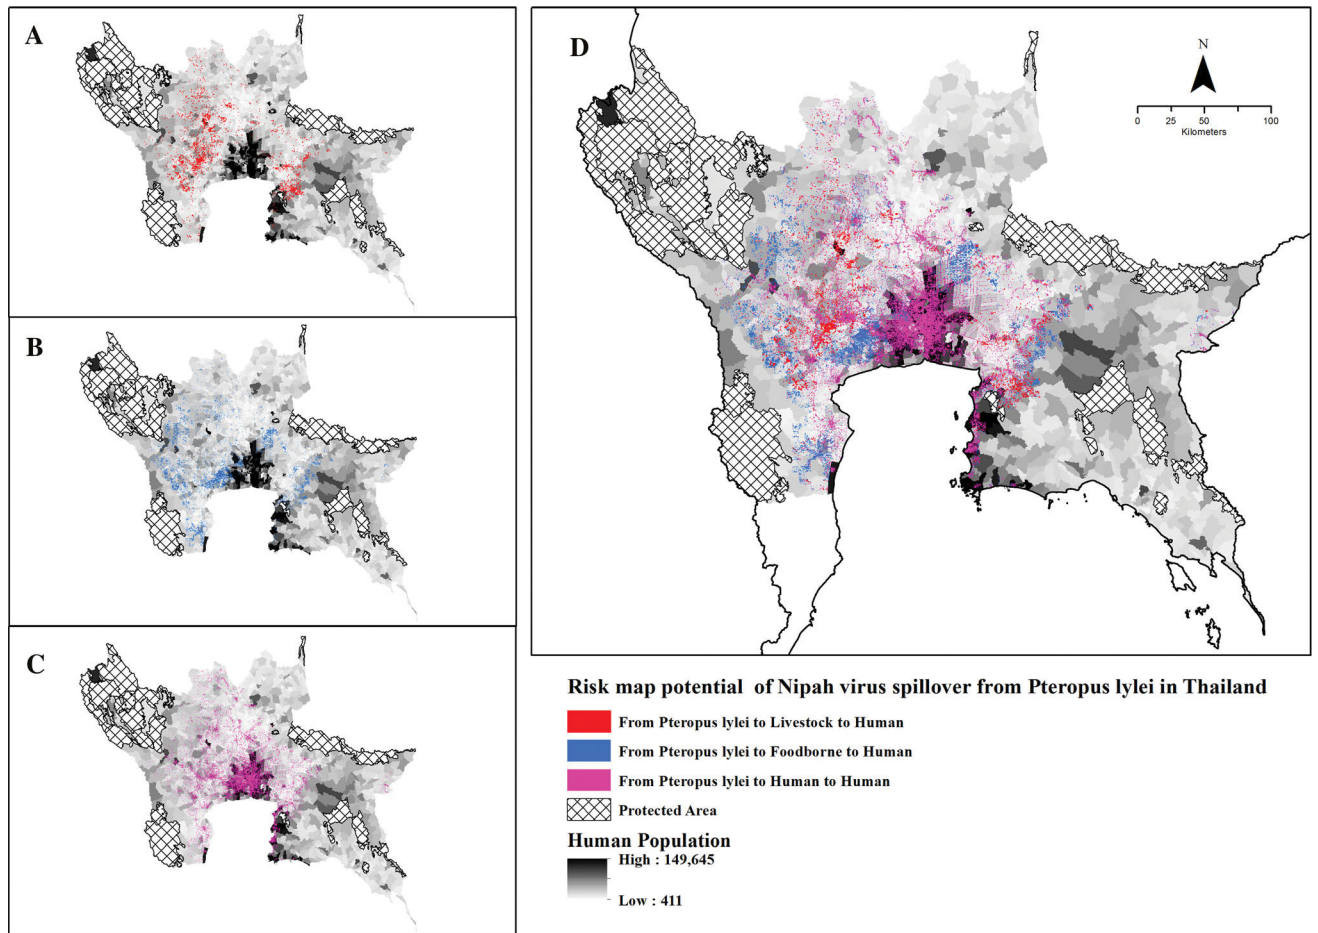 A
B
C
D
N
0 25 50 100
Kilometers
Risk map potential of Nipah virus spillover from Pteropus lylei in Thailand
From Pteropus lylei to Livestock to Human
From Pteropus lylei to Foodborne to Human
From Pteropus lylei to Human to Human
Protected Area
Human Population
High : 149,645
Low : 411